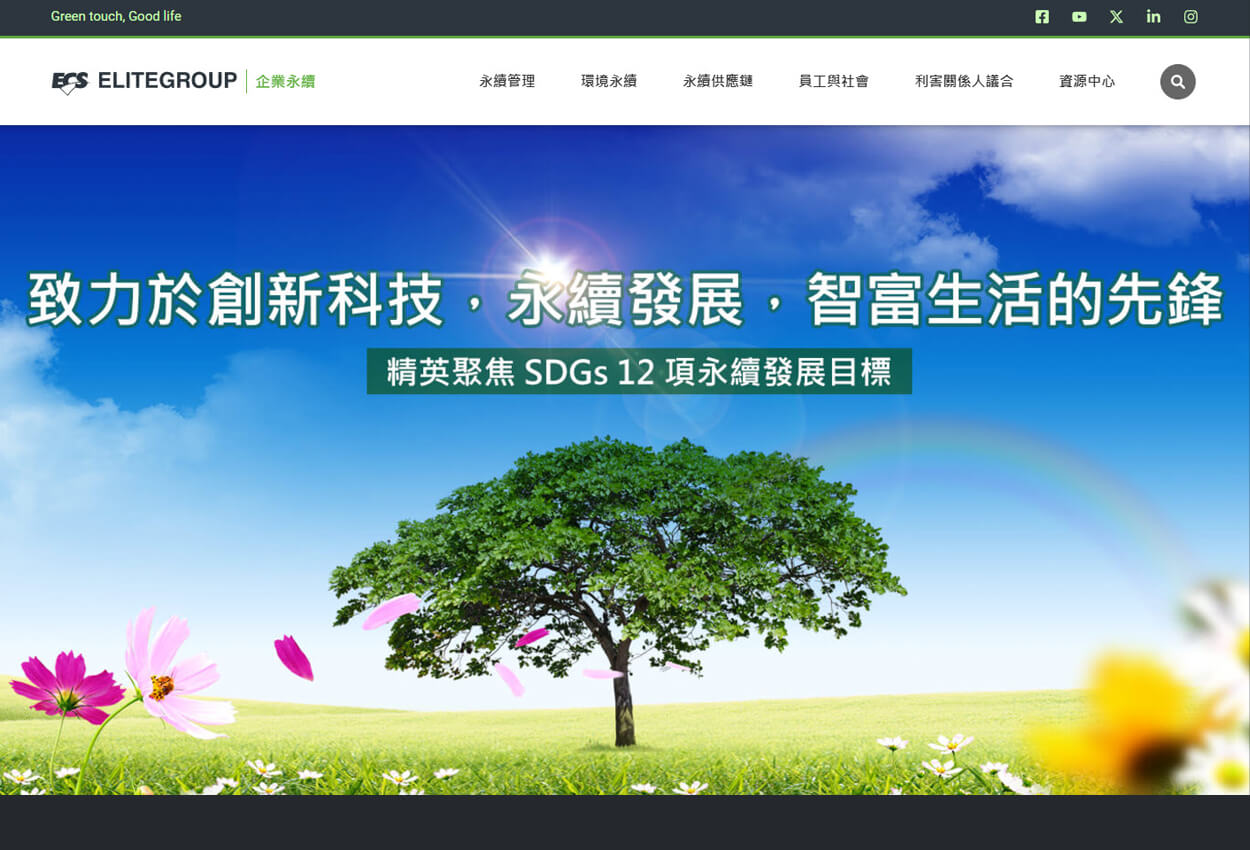 Green touch, Good life
ECS ELITEGROUP 企業永續
永續管理 環境永續 永續供應鏈 員工與社會 利害關係人議合 資源中心
致力於創新科技，永續發展，智富生活的先鋒
精英聚焦 SDGs 12 項永續發展目標